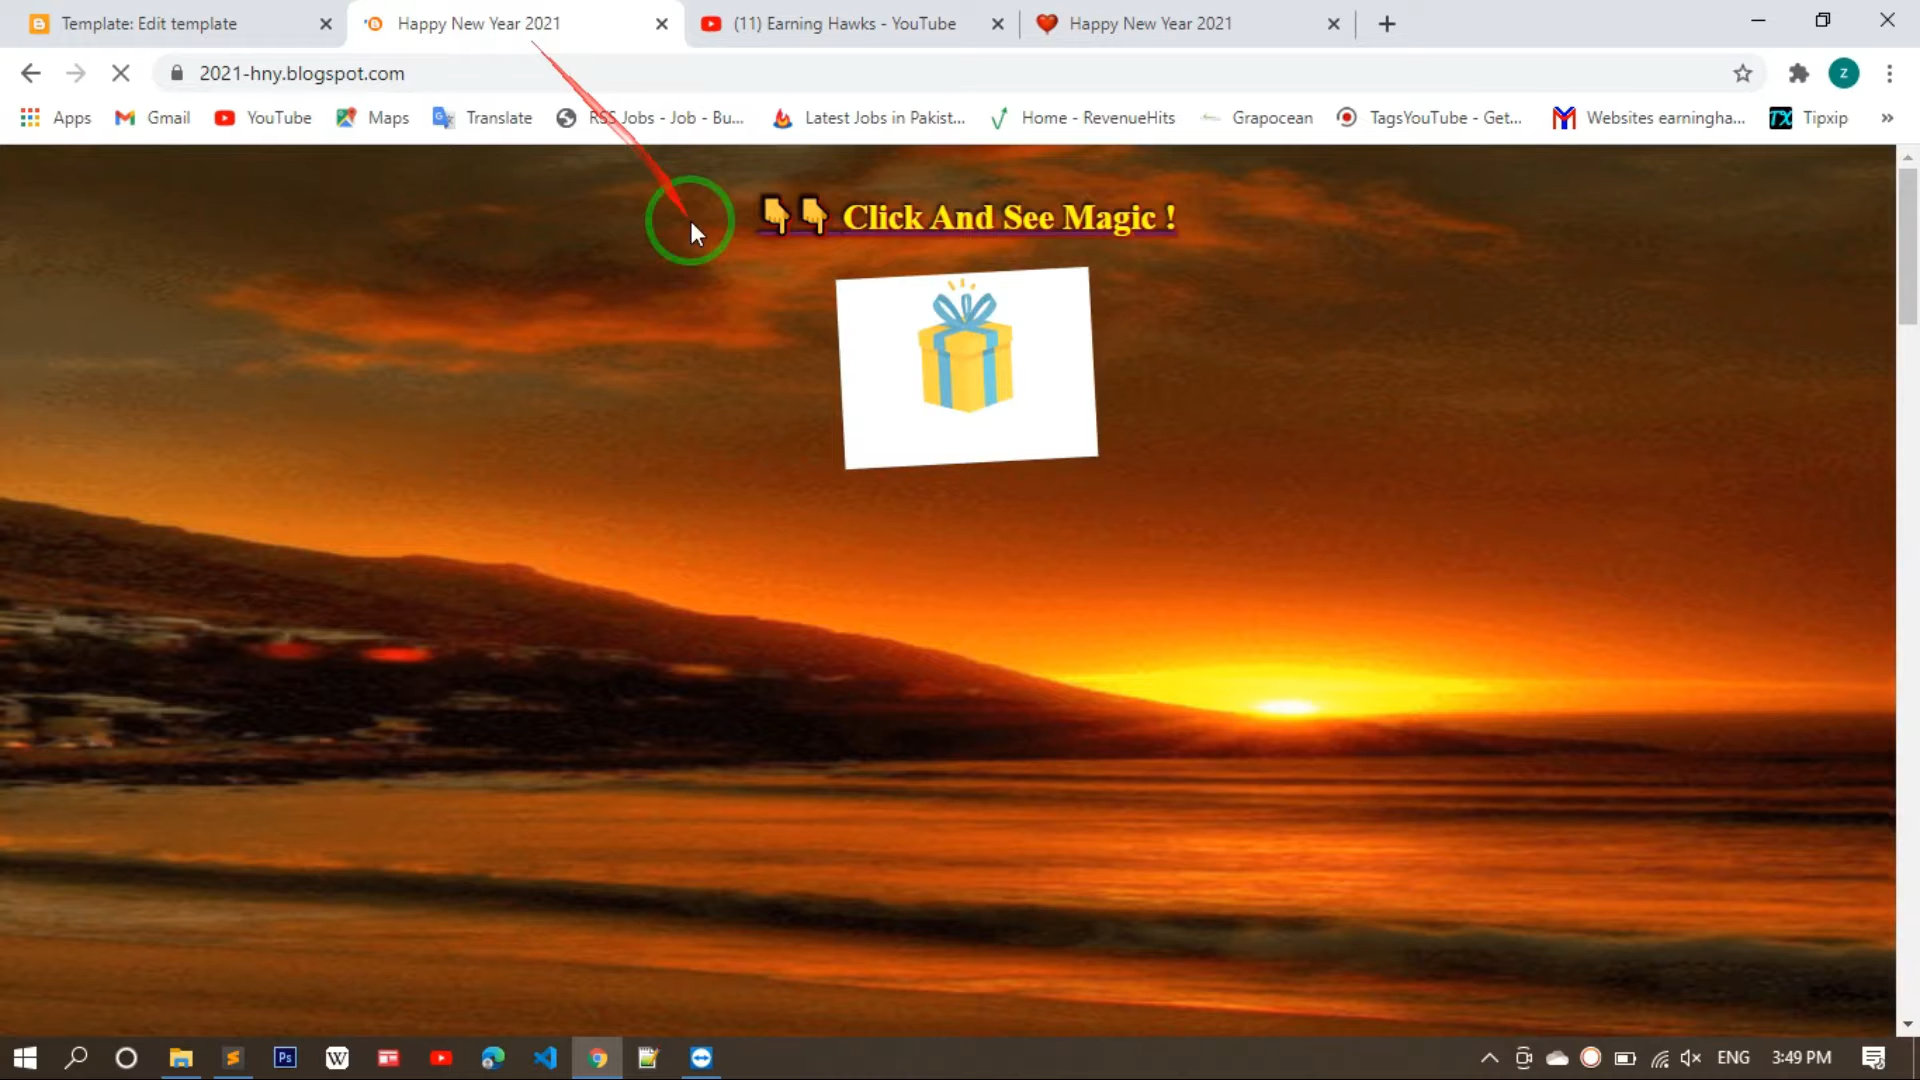 Template: Edit template
Happy New Year 2021
(11) Earning Hawks - YouTube
Happy New Year 2021
2021-hny.blogspot.com
z
Apps
Gmail
YouTube
Maps
Translate
RSS Jobs - Job - Bu...
Latest Jobs in Pakist...
Home - RevenueHits
Grapocean
TagsYouTube - Get...
Websites earningha...
TX
Tipxip
»
👇👇 Click And See Magic !
Ps
W
ENG
3:49 PM